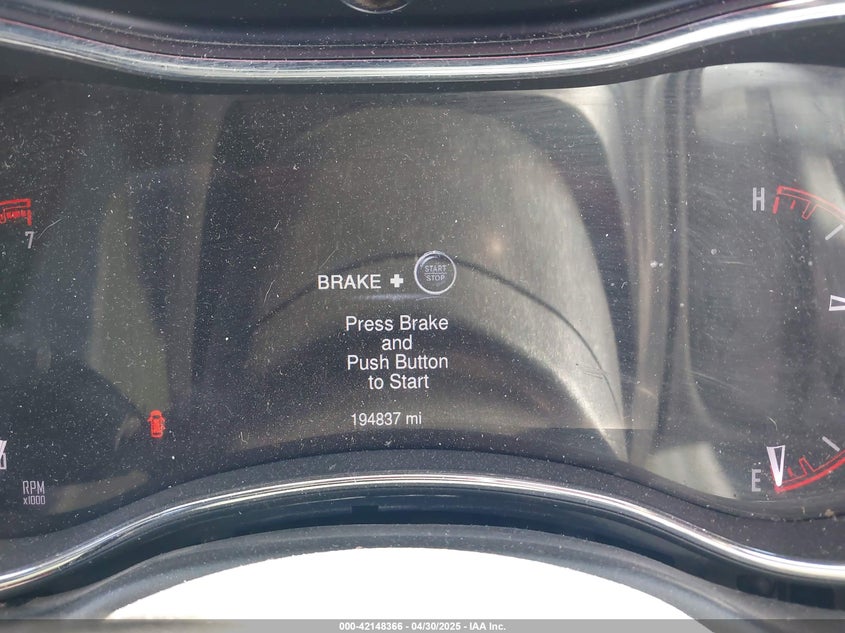 H
7
BRAKE + START
STOP
Press Brake
and
Push Button
to Start
194837 mi
E
RPM
x1000
000-42148366 - 04/30/2025 - IAA Inc.